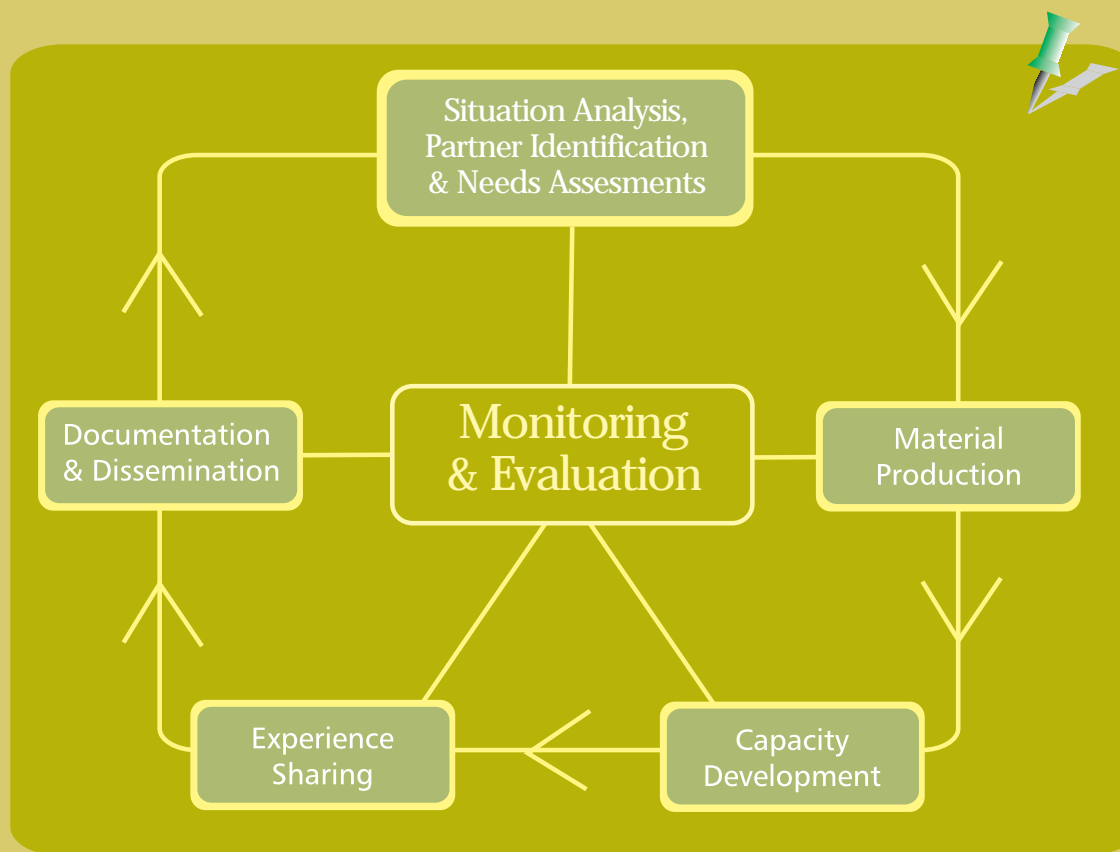 Situation Analysis,
Partner Identification
& Needs Assesments
Monitoring
& Evaluation
Documentation
& Dissemination
Material
Production
Experience
Sharing
Capacity
Development